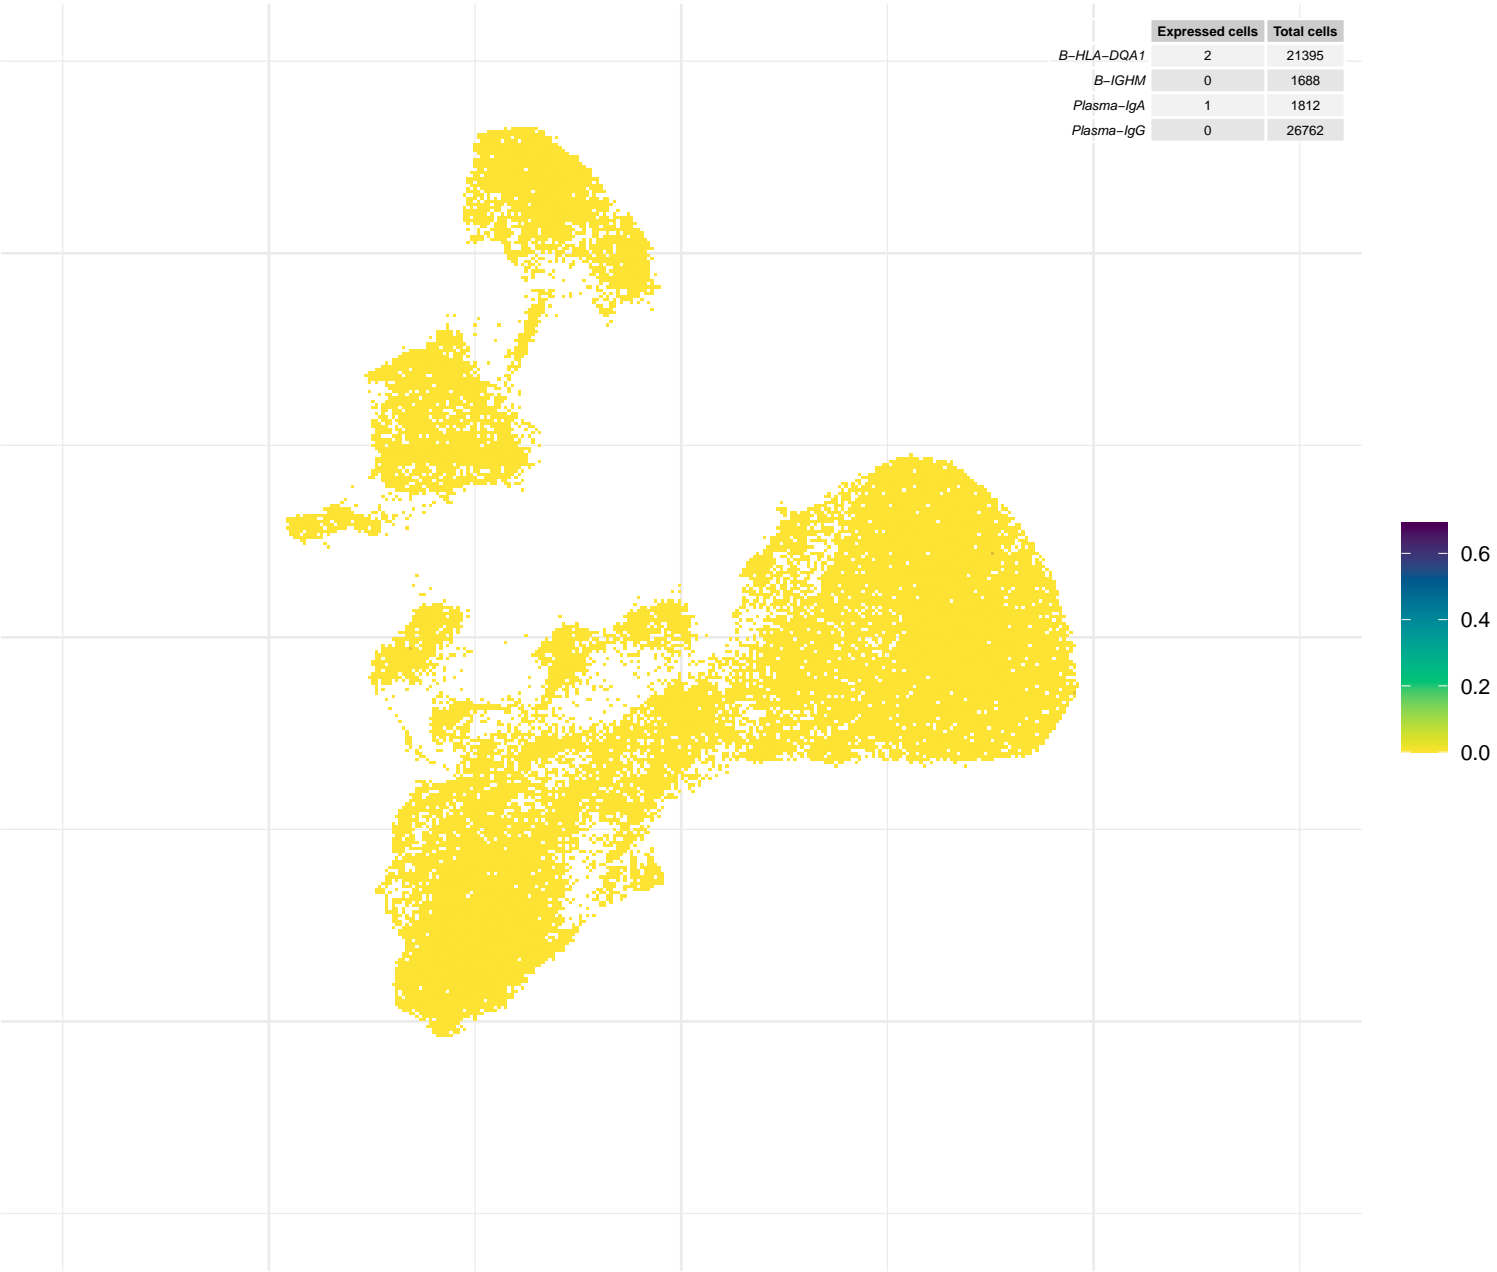 Expressed cells Total cells
B−HLA−DQA1 2 21395
B−IGHM 0 1688
Plasma−IgA 1 1812
Plasma−IgG 0 26762
0.6
0.4
0.2
0.0